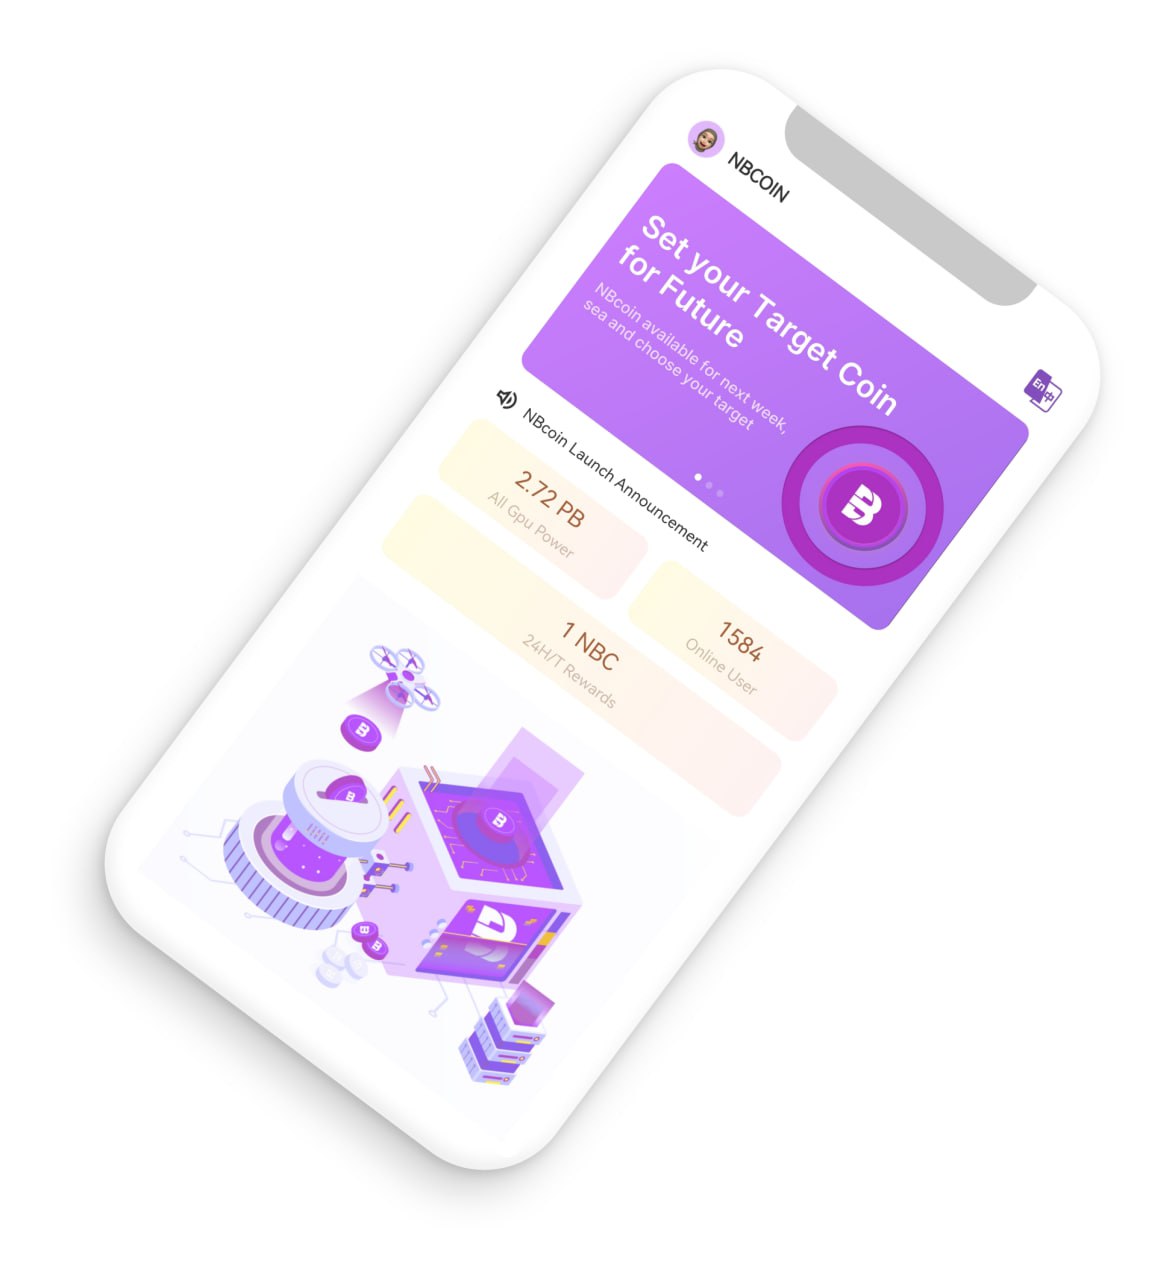 NBCOIN
En
中
Set your Target Coin
for Future
NBcoin available for next week,
sea and choose your target
B
NBcoin Launch Announcement
2.72 PB
All Gpu Power
1584
Online User
1 NBC
24H/T Rewards
B
B
B
B
B